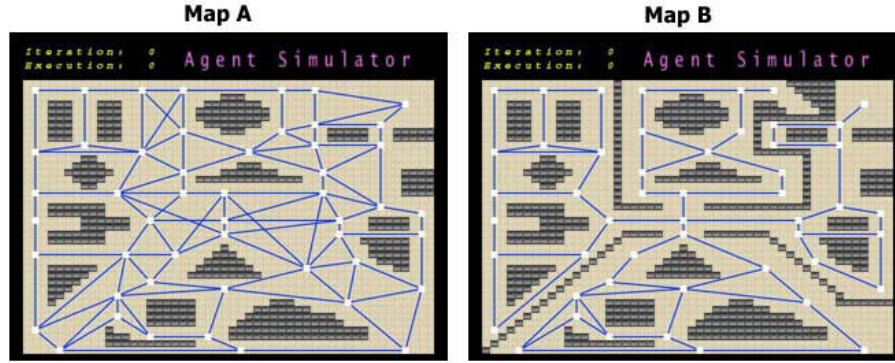 Map A
Map B
Iteration: 0
Execution: 0
Agent Simulator
Iteration: 0
Execution: 0
Agent Simulator